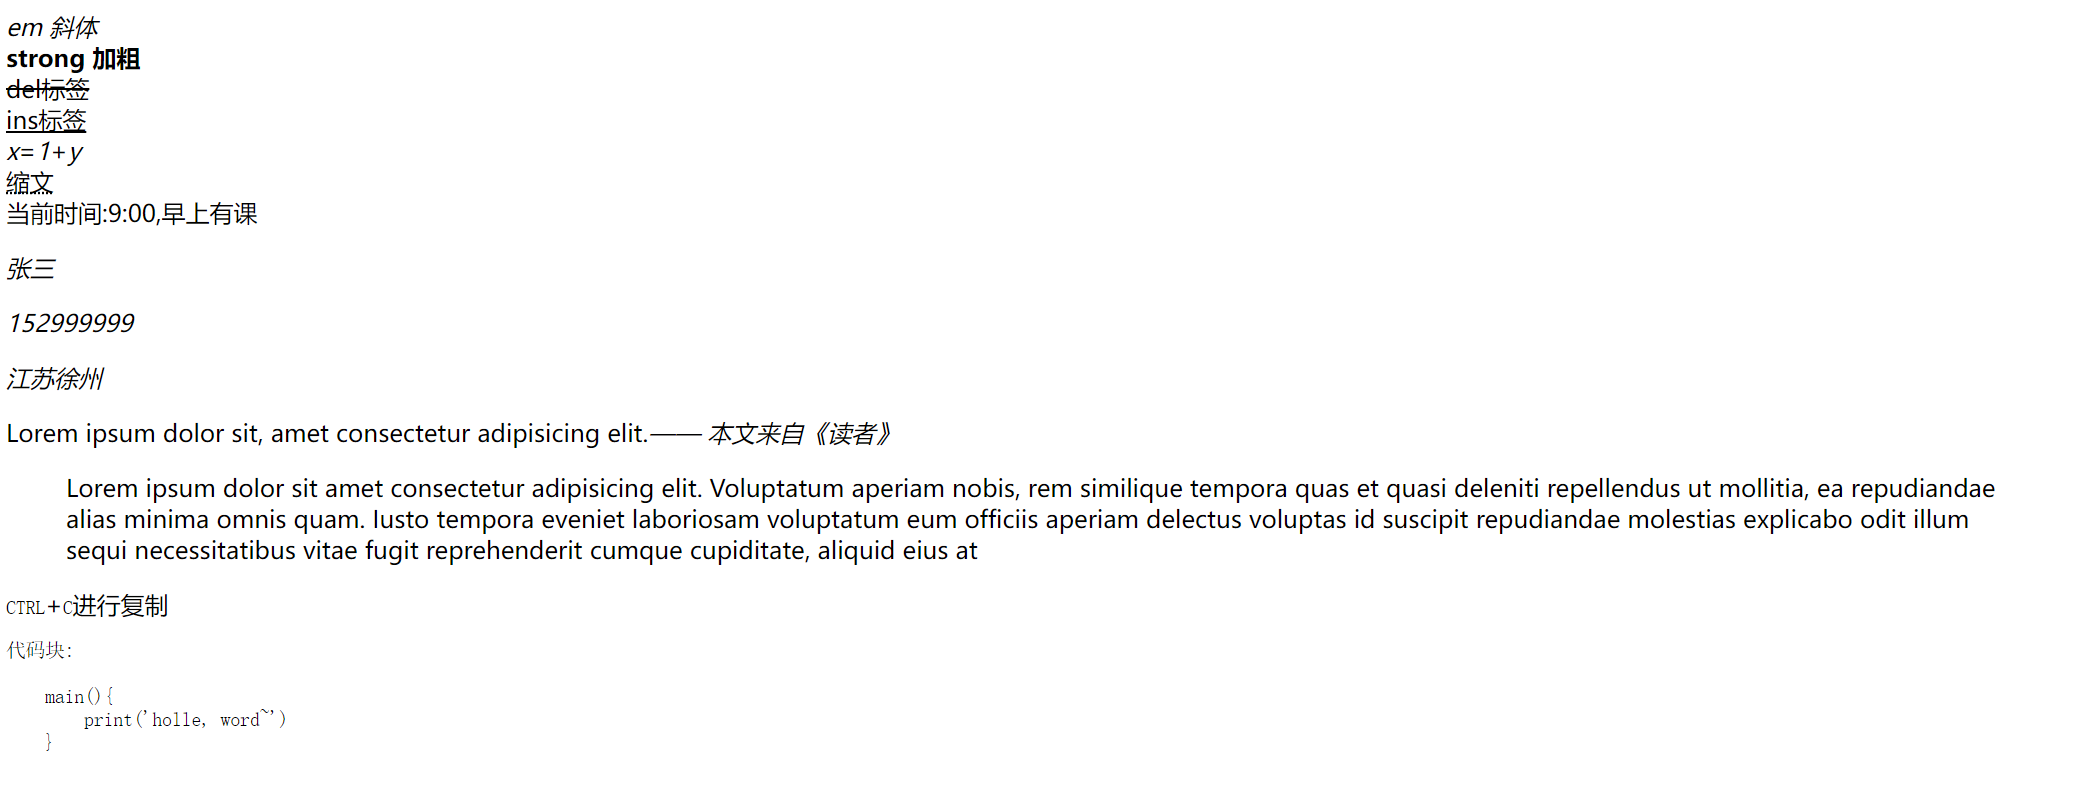 em 斜体
strong 加粗
del标签
ins标签
x=1+y
缩文
当前时间:9:00,早上有课
张三
152999999
江苏徐州
Lorem ipsum dolor sit, amet consectetur adipisicing elit.—— 本文来自《读者》
Lorem ipsum dolor sit amet consectetur adipisicing elit. Voluptatum aperiam nobis, rem similique tempora quas et quasi deleniti repellendus ut mollitia, ea repudiandae
alias minima omnis quam. Iusto tempora eveniet laboriosam voluptatum eum officiis aperiam delectus voluptas id suscipit repudiandae molestias explicabo odit illum
sequi necessitatibus vitae fugit reprehenderit cumque cupiditate, aliquid eius at
CTRL+C进行复制
代码块:
main(){
print('holle, word~')
}